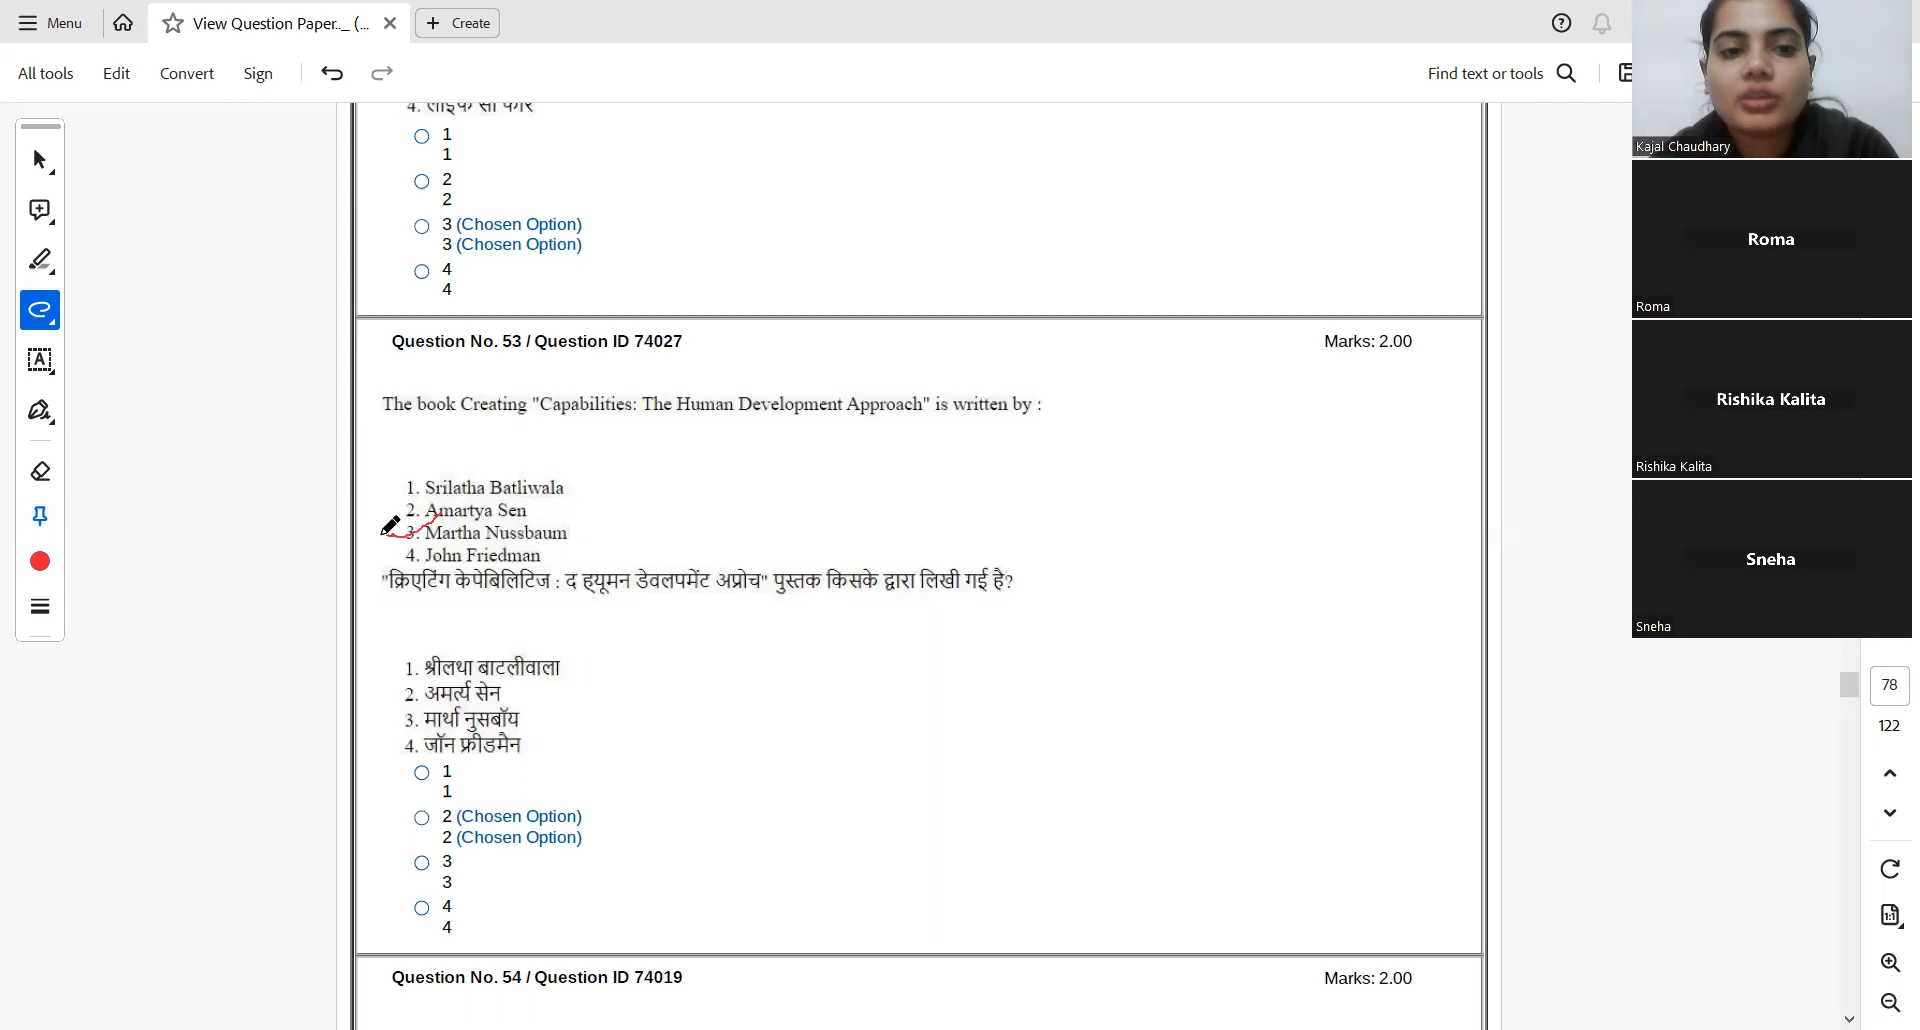 Menu
View Question Paper.._ (...
Create
All tools
Edit
Convert
Sign
Find text or tools
4. लाइफ सी फोर
1
1
2
2
3 (Chosen Option)
3 (Chosen Option)
4
4
Question No. 53 / Question ID 74027
Marks: 2.00
The book Creating "Capabilities: The Human Development Approach" is written by :
1. Srilatha Batliwala
2. Amartya Sen
3. Martha Nussbaum
4. John Friedman
"क्रिएटिंग केपेबिलिटिज : द ह्यूमन डेवलपमेंट अप्रोच" पुस्तक किसके द्वारा लिखी गई है?
1. श्रीलथा बाटलीवाला
2. अमर्त्य सेन
3. मार्था नुसबॉय
4. जॉन फ्रीडमैन
1
1
2 (Chosen Option)
2 (Chosen Option)
3
3
4
4
Question No. 54 / Question ID 74019
Marks: 2.00
Kajal Chaudhary
Roma
Roma
Rishika Kalita
Rishika Kalita
Sneha
Sneha
78
122
1:1